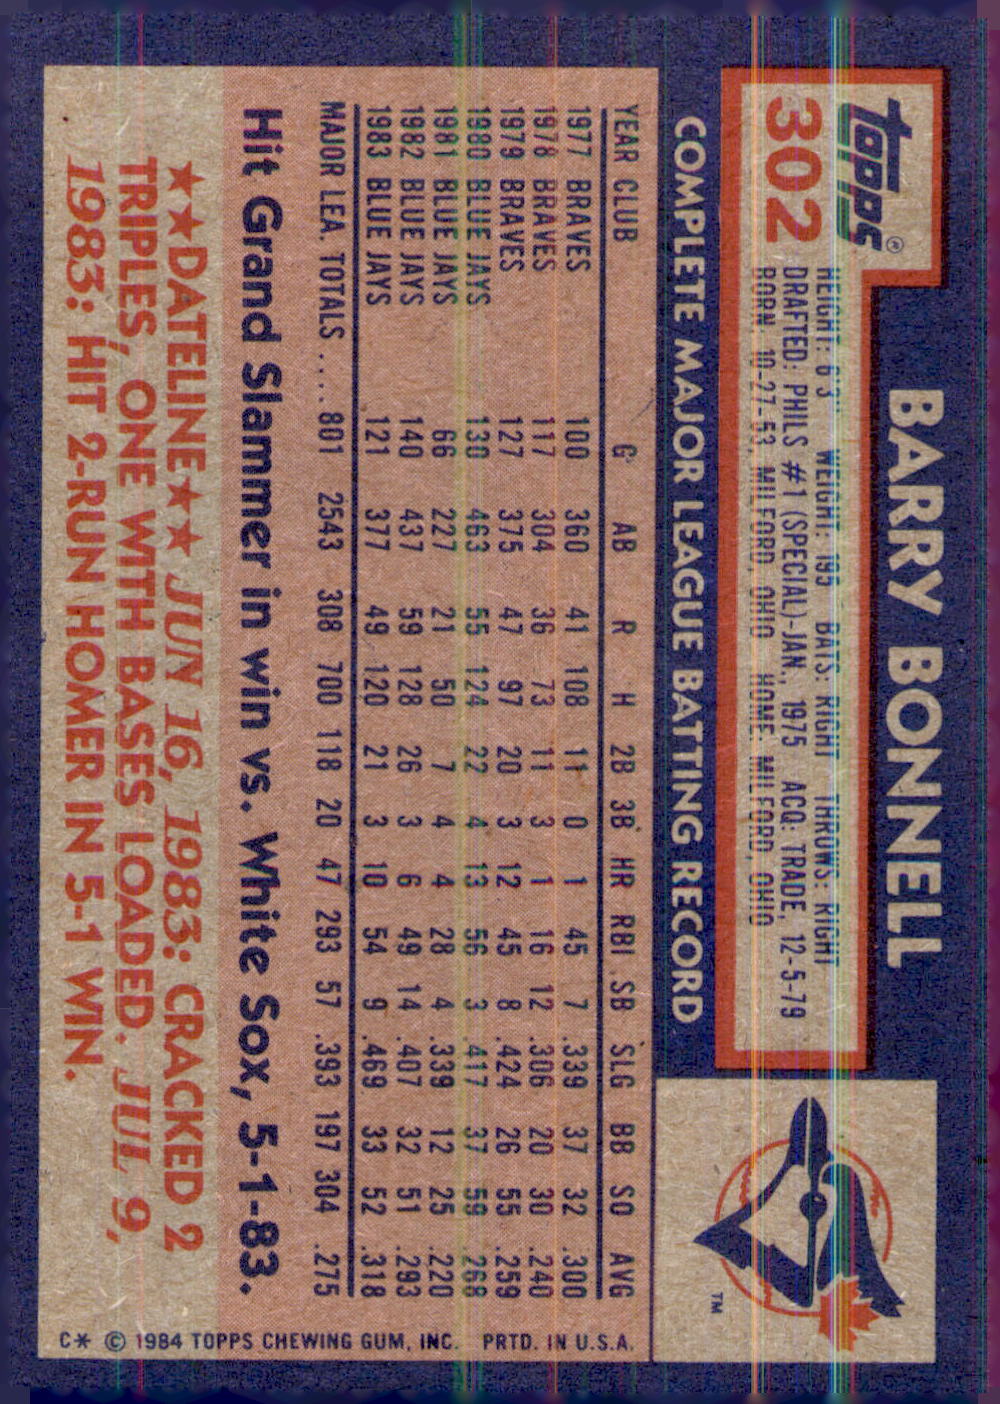 Topps®
302
BARRY BONNELL
HEIGHT: 6'3" WEIGHT: 195 BATS: RIGHT THROWS: RIGHT
DRAFTED: PHILS #1 (SPECIAL)-JAN., 1975 ACQ: TRADE, 12-5-79
BORN: 10-27-53, MILFORD, OHIO HOME: MILFORD, OHIO
COMPLETE MAJOR LEAGUE BATTING RECORD
YEAR CLUB G AB R H 2B 3B HR RBI SB SLG BB SO AVG
1977 BRAVES 100 360 41 108 11 0 1 45 7 .339 37 32 .300
1978 BRAVES 117 304 36 73 11 3 1 16 12 .306 20 30 .240
1979 BRAVES 127 375 47 97 20 3 12 45 8 .424 26 55 .259
1980 BLUE JAYS 130 463 55 124 22 4 13 56 3 .417 37 59 .268
1981 BLUE JAYS 66 227 21 50 7 4 4 28 4 .339 12 25 .220
1982 BLUE JAYS 140 437 59 128 26 3 6 49 14 .407 32 51 .293
1983 BLUE JAYS 121 377 49 120 21 3 10 54 9 .469 33 52 .318
MAJOR LEA. TOTALS .... 801 2543 308 700 118 20 47 293 57 .393 197 304 .275
Hit Grand Slammer in win vs. White Sox, 5-1-83.
★★DATELINE★★ JUN 16, 1983: CRACKED 2
TRIPLES, ONE WITH BASES LOADED. JUL 9,
1983: HIT 2-RUN HOMER IN 5-1 WIN.
TM
C* © 1984 TOPPS CHEWING GUM, INC. PRTD. IN U.S.A.